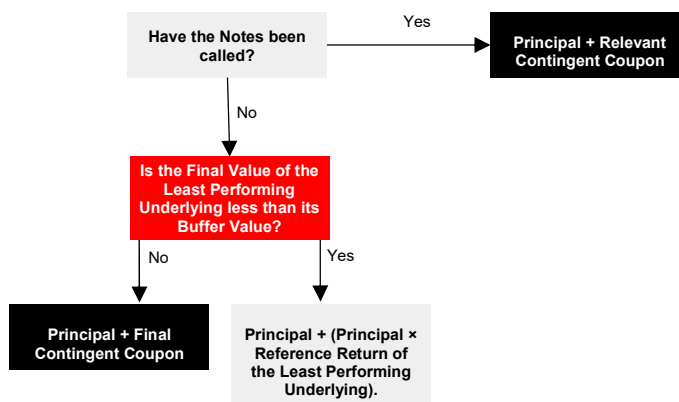 Have the Notes been
called?
Yes
Principal + Relevant
Contingent Coupon
No
Is the Final Value of the
Least Performing
Underlying less than its
Buffer Value?
No
Yes
Principal + Final
Contingent Coupon
Principal + (Principal ×
Reference Return of
the Least Performing
Underlying).